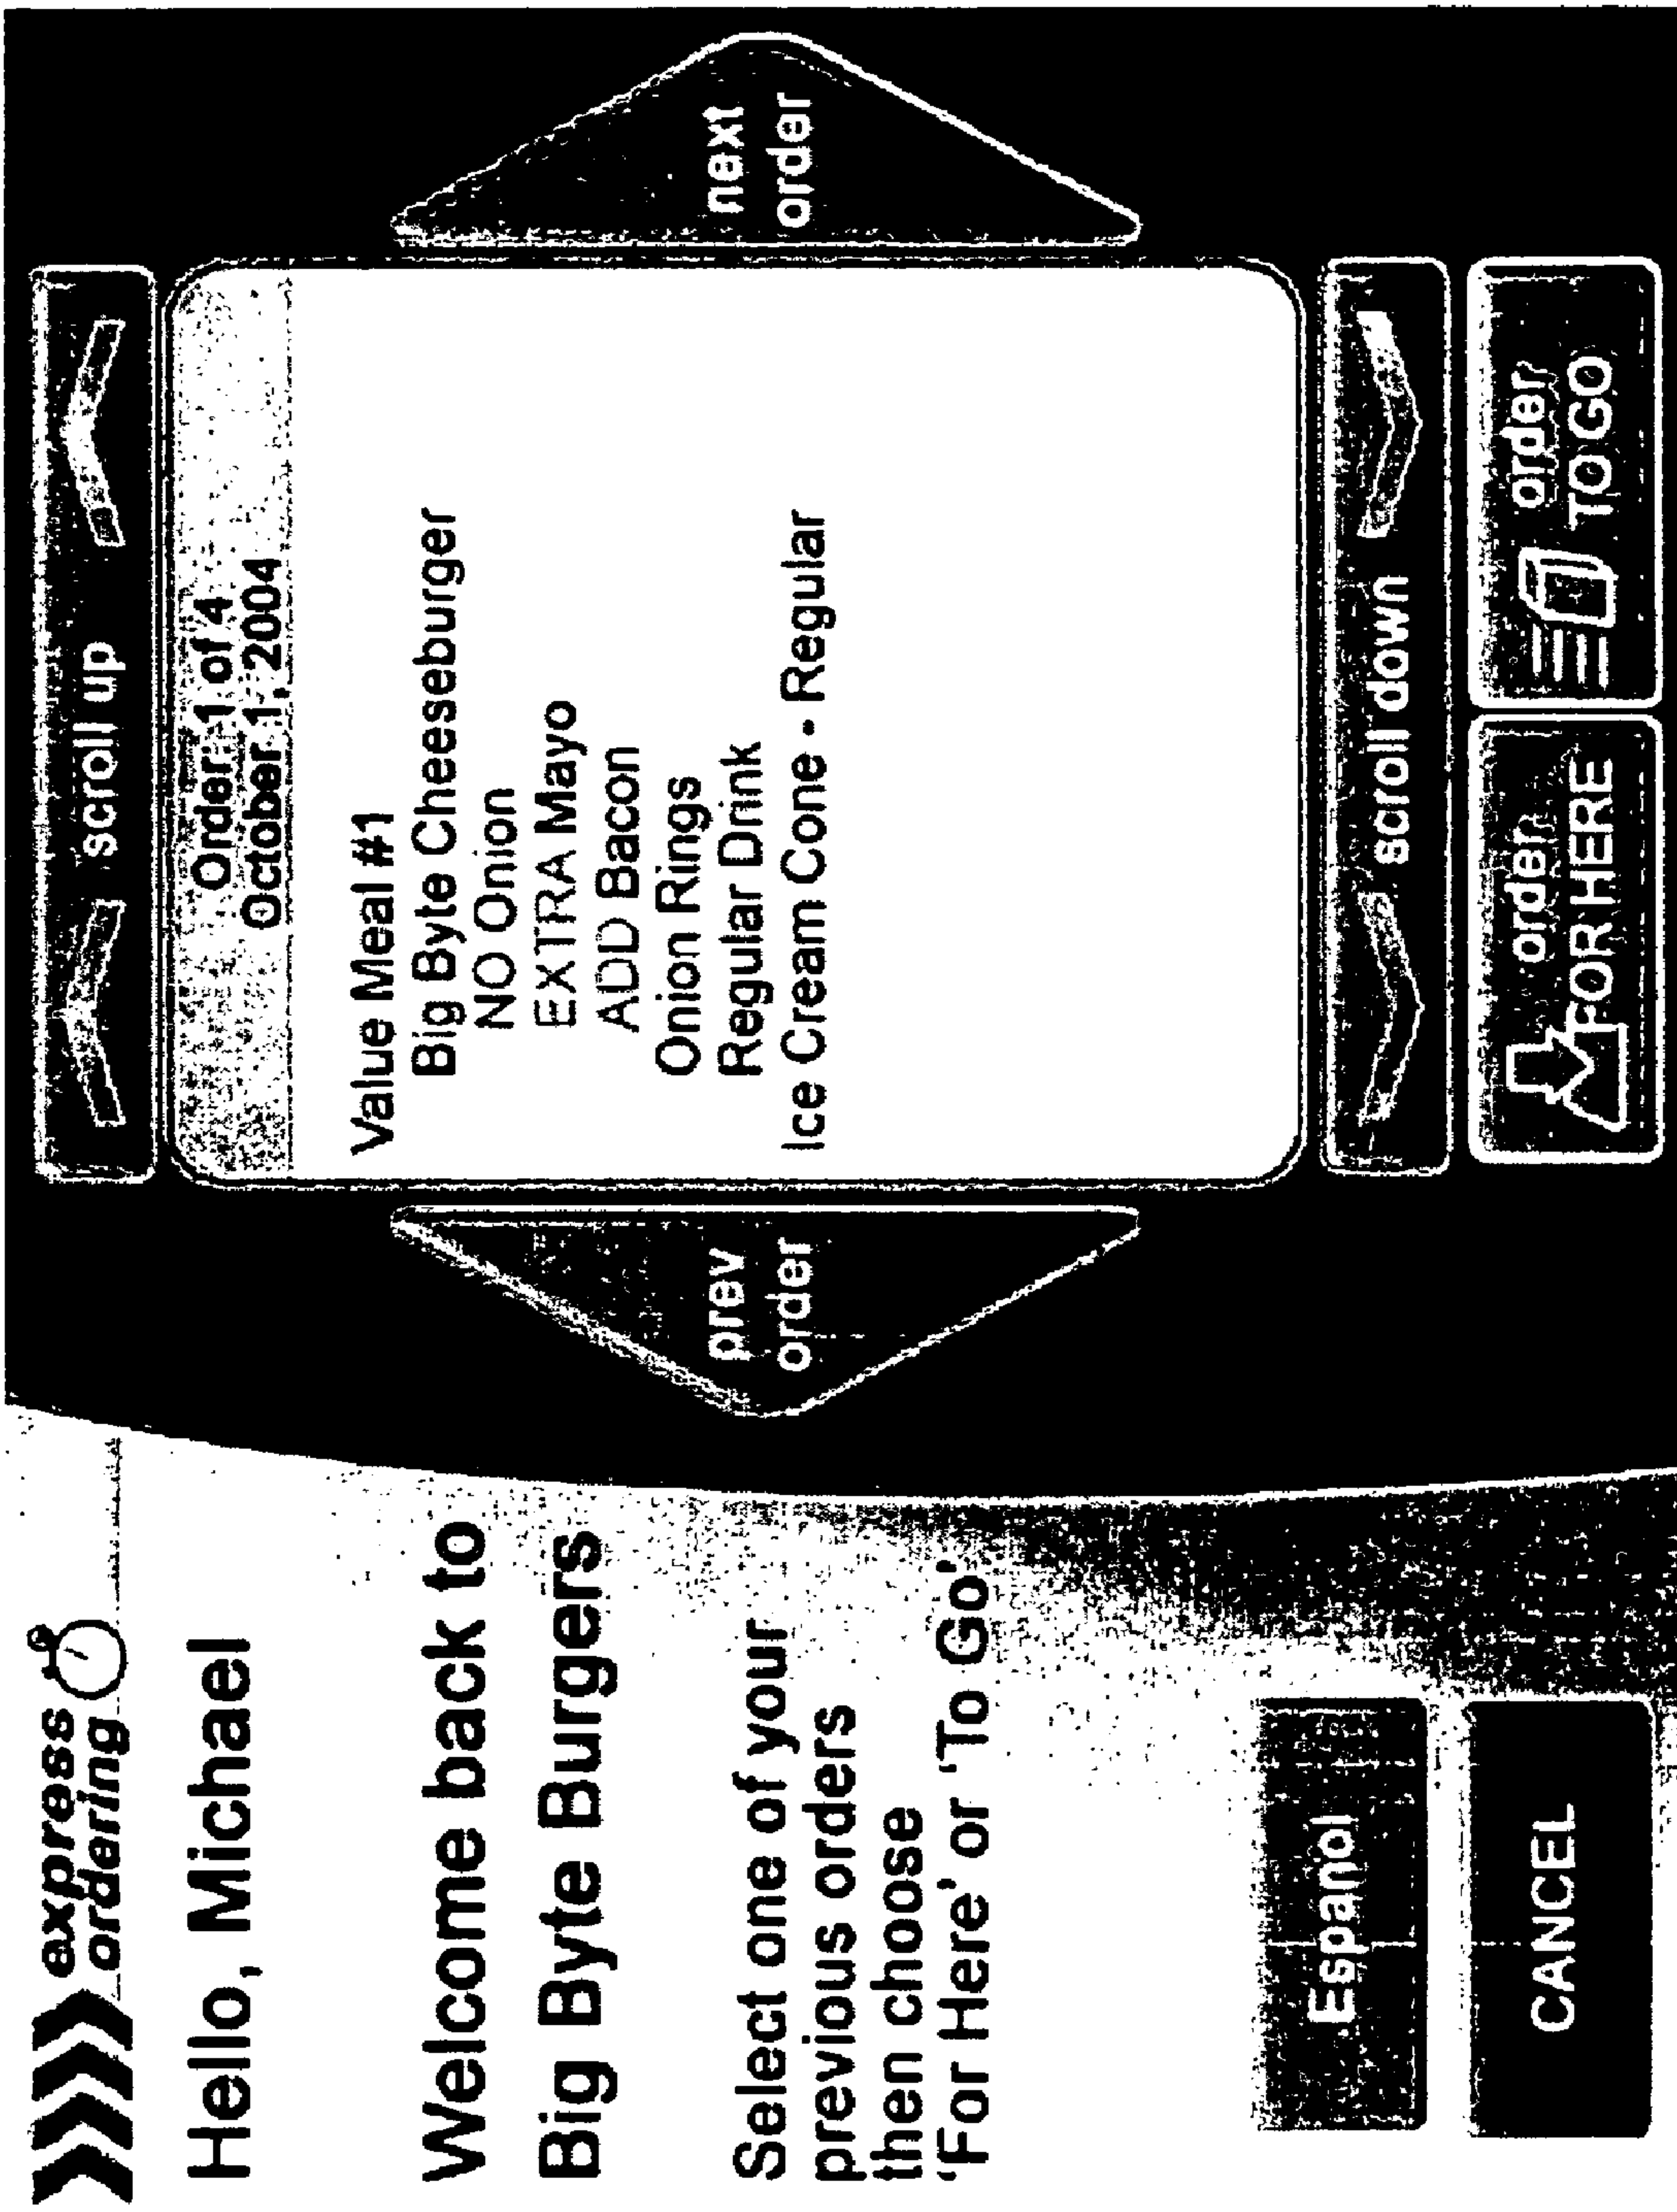 express
ordering
Hello, Michael
Welcome back to
Big Byte Burgers
Select one of your
previous orders
then choose
'For Here' or 'To Go'
Espanol
CANCEL
scroll up
Order 1 of 4
October 1, 2004
Value Meal #1
Big Byte Cheeseburger
NO Onion
EXTRA Mayo
ADD Bacon
Onion Rings
Regular Drink
Ice Cream Cone - Regular
prev
order
next
order
scroll down
order
FOR HERE
order
TO GO